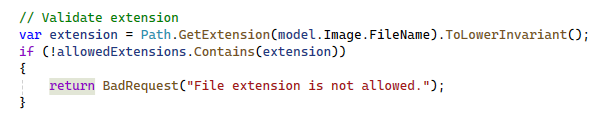 // Validate extension
var extension = Path.GetExtension(model.Image.FileName).ToLowerInvariant();
if (!allowedExtensions.Contains(extension))
{
    return BadRequest("File extension is not allowed.");
}